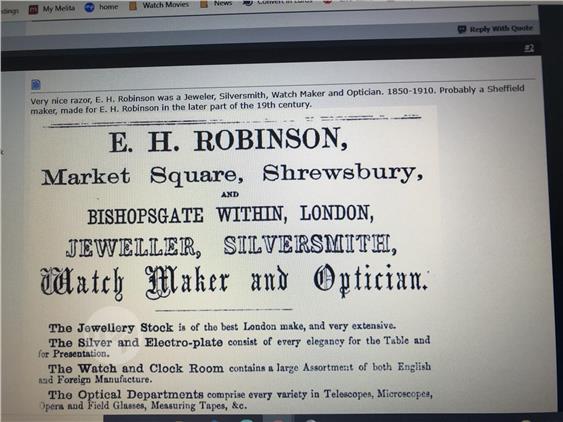 My Melita
home
Watch Movies
News
Reply With Quote
#2
Very nice razor, E. H. Robinson was a Jeweler, Silversmith, Watch Maker and Optician. 1850-1910. Probably a Sheffield
maker, made for E. H. Robinson in the later part of the 19th century.
E. H. ROBINSON,
Market Square, Shrewsbury,
AND
BISHOPSGATE WITHIN, LONDON,
JEWELLER, SILVERSMITH,
Watch Maker and Optician.
The Jewellery Stock is of the best London make, and very extensive.
The Silver and Electro-plate consist of every elegancy for the Table and
for Presentation.
The Watch and Clock Room contains a large Assortment of both English
and Foreign Manufacture.
The Optical Departments comprise every variety in Telescopes, Microscopes,
Opera and Field Glasses, Measuring Tapes, &c.